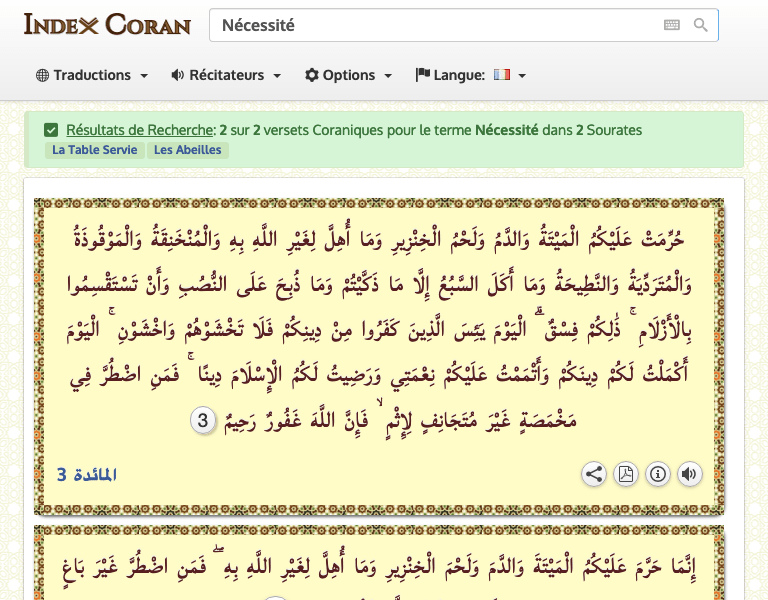 Index Coran
Nécessité
Traductions Récitateurs Options Langue:
Résultats de Recherche: 2 sur 2 versets Coraniques pour le terme Nécessité dans 2 Sourates
La Table Servie Les Abeilles
حُرِّمَتْ عَلَيْكُمُ الْمَيْتَةُ وَالدَّمُ وَلَحْمُ الْخِنْزِيرِ وَمَا أُهِلَّ لِغَيْرِ اللَّهِ بِهِ وَالْمُنْخَنِقَةُ وَالْمَوْقُوذَةُ
وَالْمُتَرَدِّيَةُ وَالنَّطِيحَةُ وَمَا أَكَلَ السَّبُعُ إِلَّا مَا ذَكَّيْتُمْ وَمَا ذُبِحَ عَلَى النُّصُبِ وَأَنْ تَسْتَقْسِمُوا
بِالْأَزْلَامِ ۚ ذَٰلِكُمْ فِسْقٌ ۗ الْيَوْمَ يَئِسَ الَّذِينَ كَفَرُوا مِنْ دِينِكُمْ فَلَا تَخْشَوْهُمْ وَاخْشَوْنِ ۚ الْيَوْمَ
أَكْمَلْتُ لَكُمْ دِينَكُمْ وَأَتْمَمْتُ عَلَيْكُمْ نِعْمَتِي وَرَضِيتُ لَكُمُ الْإِسْلَامَ دِينًا ۚ فَمَنِ اضْطُرَّ فِي
مَخْمَصَةٍ غَيْرَ مُتَجَانِفٍ لِإِثْمٍ ۙ فَإِنَّ اللَّهَ غَفُورٌ رَحِيمٌ 3
المائدة 3
إِنَّمَا حَرَّمَ عَلَيْكُمُ الْمَيْتَةَ وَالدَّمَ وَلَحْمَ الْخِنْزِيرِ وَمَا أُهِلَّ لِغَيْرِ اللَّهِ بِهِ ۖ فَمَنِ اضْطُرَّ غَيْرَ بَاغٍ